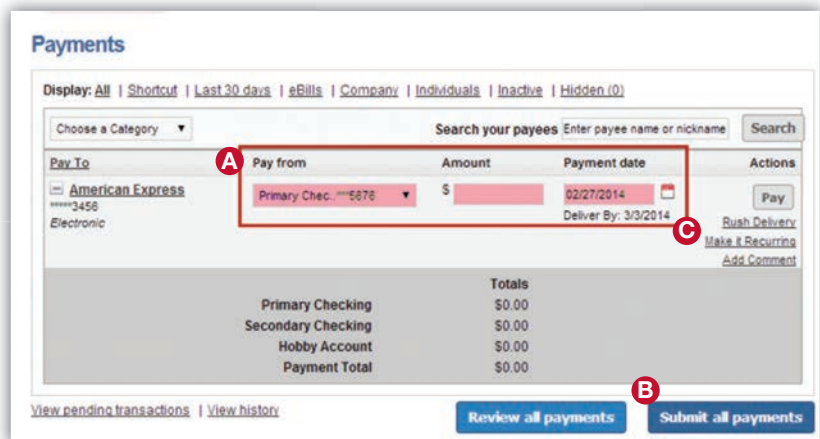 Payments
Display: All | Shortcut | Last 30 days | eBills | Company | Individuals | Inactive | Hidden (0)
Choose a Category ▼ Search your payees Enter payee name or nickname Search
A
Pay To Pay from Amount Payment date Actions
American Express Primary Chec..***5676 ▼ $ 02/27/2014 Pay
*****3456 Deliver By: 3/3/2014 C Rush Delivery
Electronic Make it Recurring
Add Comment
Totals
Primary Checking $0.00
Secondary Checking $0.00
Hobby Account $0.00
Payment Total $0.00
B
View pending transactions | View history Review all payments Submit all payments